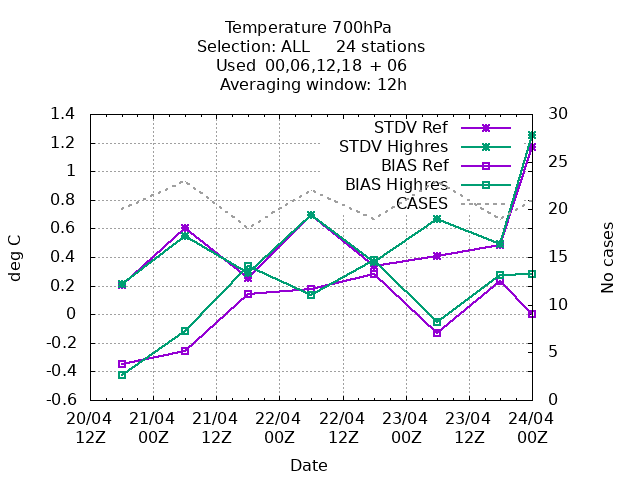 Temperature 700hPa
Selection: ALL 24 stations
Used 00,06,12,18 + 06
Averaging window: 12h
1.4
1.2
1
0.8
0.6
0.4
0.2
0
-0.2
-0.4
-0.6
30
25
20
15
10
5
0
deg C
No cases
STDV Ref
STDV Highres
BIAS Ref
BIAS Highres
CASES
20/04 21/04 21/04 22/04 22/04 23/04 23/04 24/04
12Z 00Z 12Z 00Z 12Z 00Z 12Z 00Z
Date